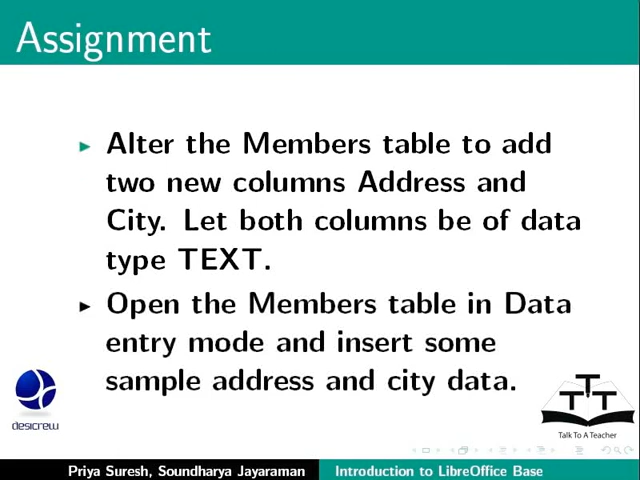 Assignment
Alter the Members table to add
two new columns Address and
City. Let both columns be of data
type TEXT.
Open the Members table in Data
entry mode and insert some
sample address and city data.
desicrew
TTT
Talk To A Teacher
Priya Suresh, Soundharya Jayaraman
Introduction to LibreOffice Base